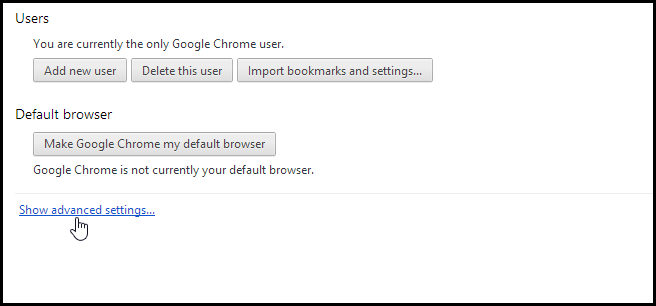 Users
You are currently the only Google Chrome user.
Add new user Delete this user Import bookmarks and settings...
Default browser
Make Google Chrome my default browser
Google Chrome is not currently your default browser.
Show advanced settings...